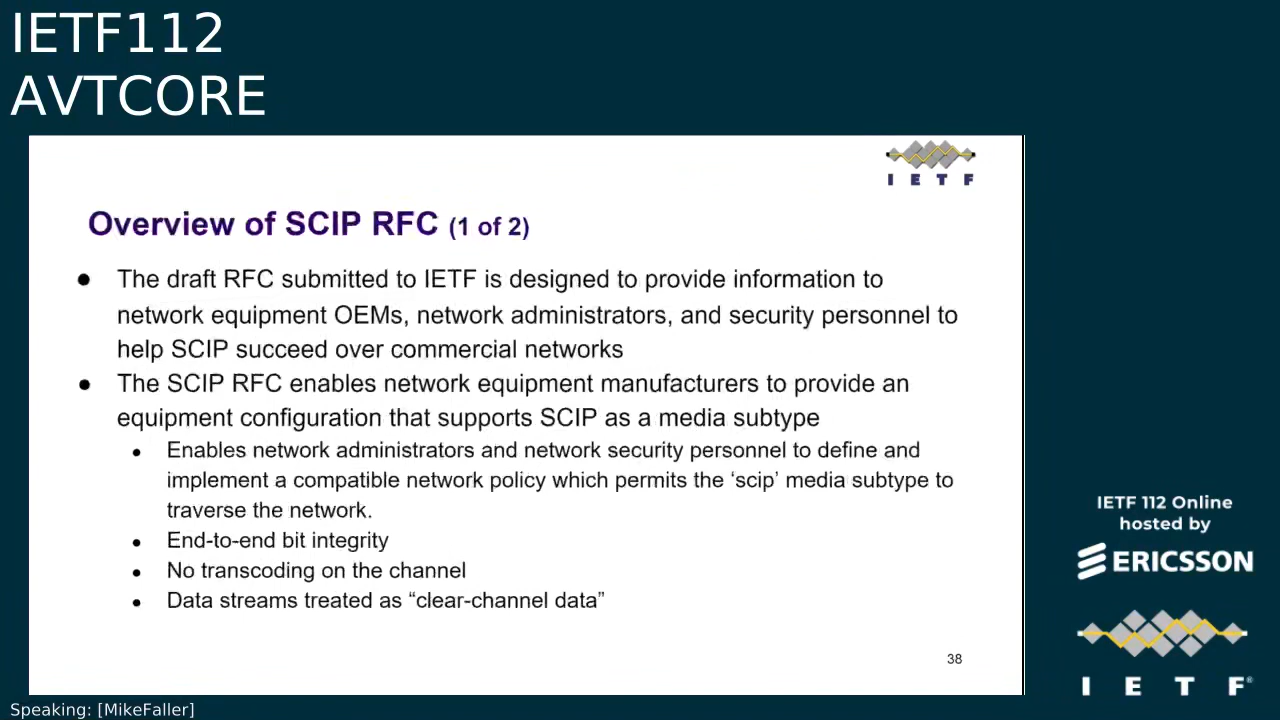 IETF112
AVTCORE
I E T F
Overview of SCIP RFC (1 of 2)
● The draft RFC submitted to IETF is designed to provide information to
network equipment OEMs, network administrators, and security personnel to
help SCIP succeed over commercial networks
● The SCIP RFC enables network equipment manufacturers to provide an
equipment configuration that supports SCIP as a media subtype
● Enables network administrators and network security personnel to define and
implement a compatible network policy which permits the ‘scip’ media subtype to
traverse the network.
● End-to-end bit integrity
● No transcoding on the channel
● Data streams treated as “clear-channel data”
38
IETF 112 Online
hosted by
ERICSSON
I E T F®
Speaking: [MikeFaller]